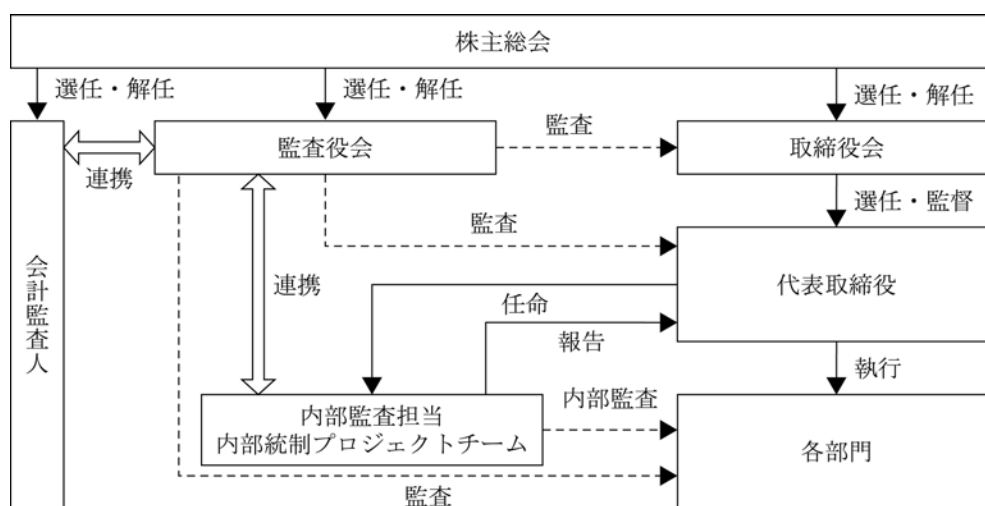 株主総会
選任・解任
選任・解任
選任・解任
監査役会
監査
取締役会
連携
選任・監督
監査
会計監査人
連携
代表取締役
任命
報告
執行
内部監査担当
内部統制プロジェクトチーム
内部監査
各部門
監査